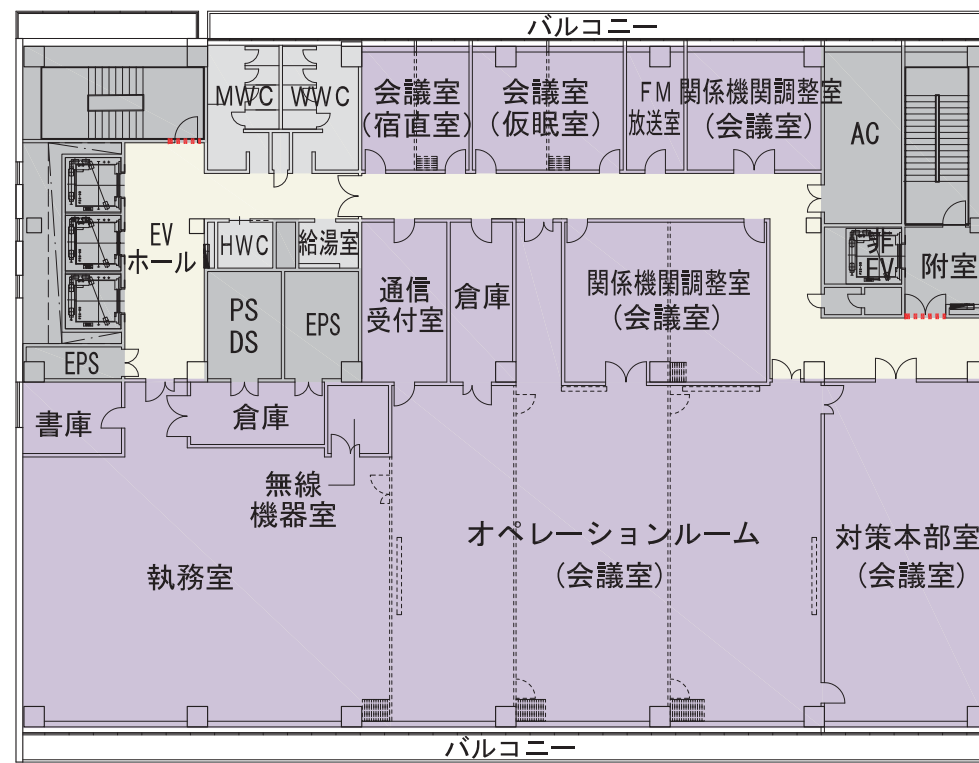 バルコニー
MWC
WWC
会議室
(宿直室)
会議室
(仮眠室)
FM
放送室
関係機関調整室
(会議室)
AC
EV
ホール
HWC
給湯室
通信
受付室
倉庫
関係機関調整室
(会議室)
非
EV
附室
PS
DS
EPS
EPS
書庫
倉庫
無線
機器室
執務室
オペレーションルーム
(会議室)
対策本部室
(会議室)
バルコニー